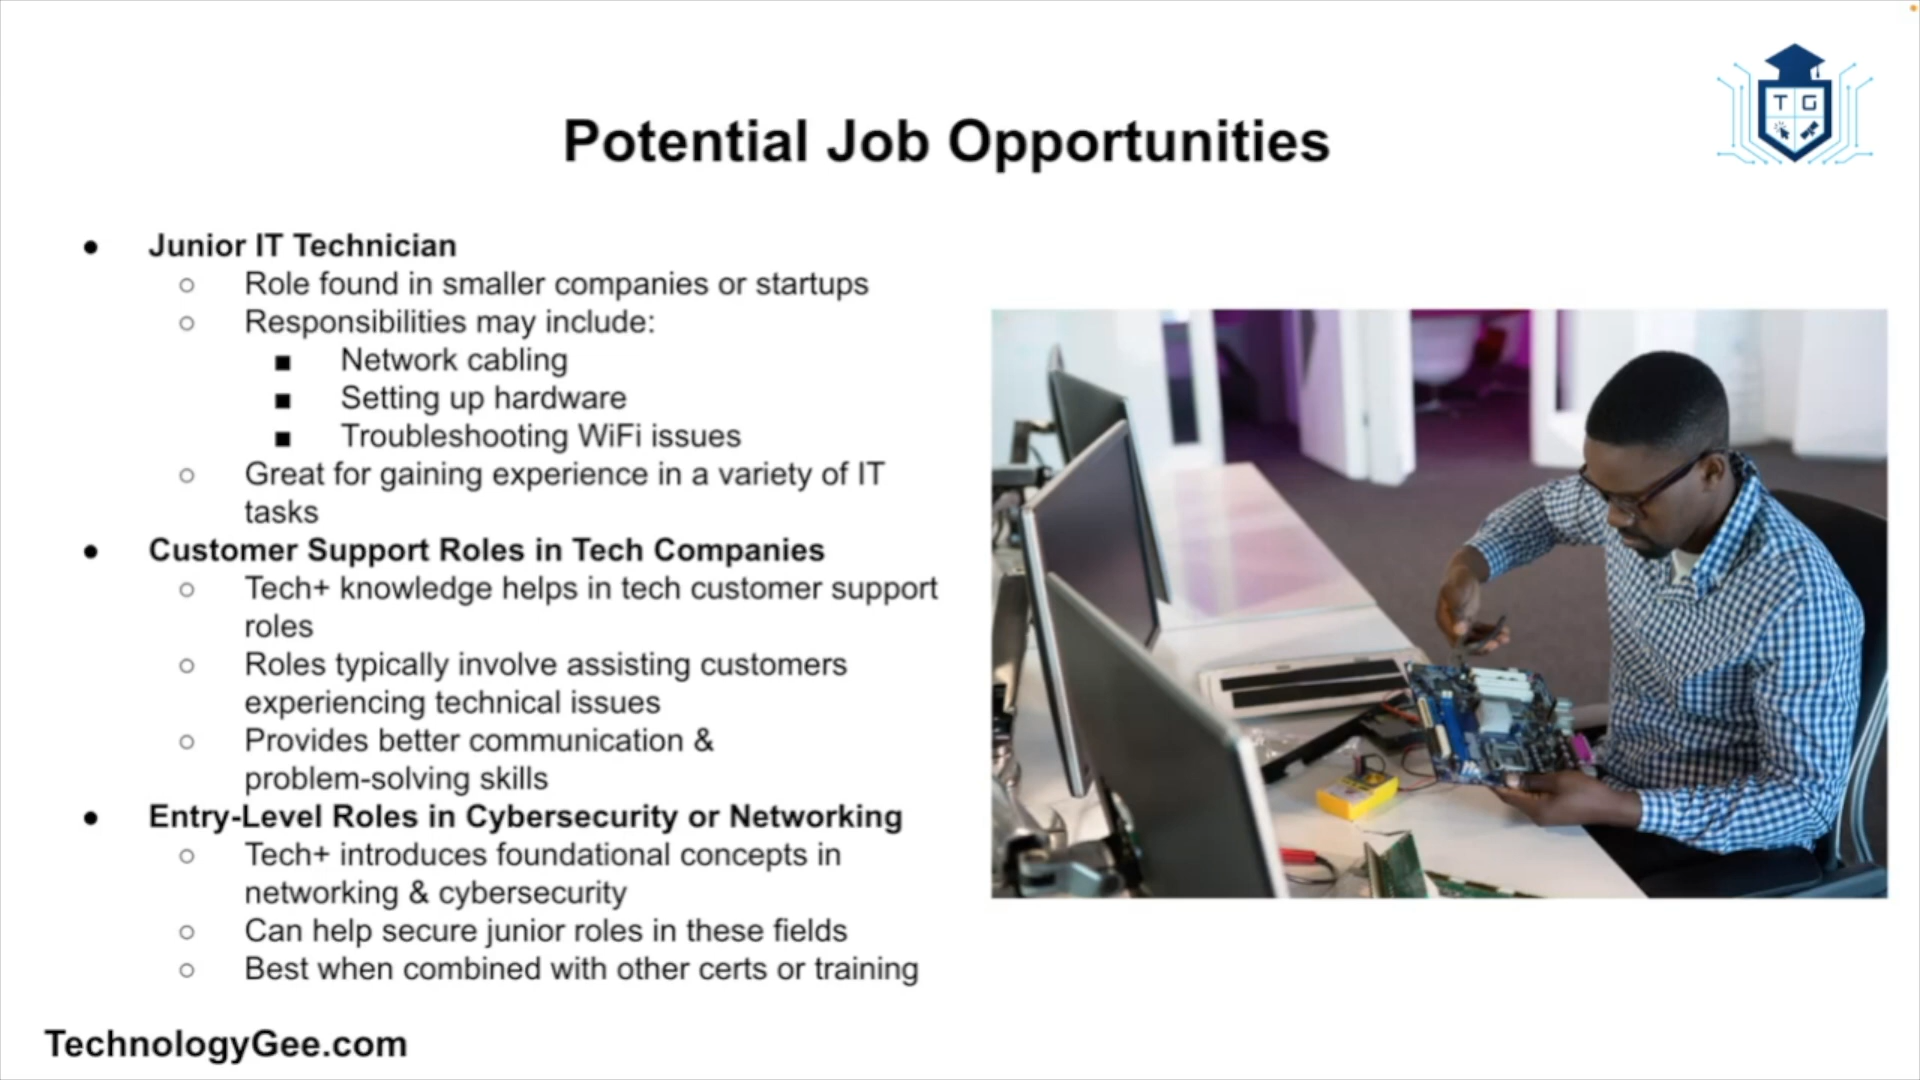 T G
Potential Job Opportunities
● Junior IT Technician
○ Role found in smaller companies or startups
○ Responsibilities may include:
■ Network cabling
■ Setting up hardware
■ Troubleshooting WiFi issues
○ Great for gaining experience in a variety of IT
tasks
● Customer Support Roles in Tech Companies
○ Tech+ knowledge helps in tech customer support
roles
○ Roles typically involve assisting customers
experiencing technical issues
○ Provides better communication &
problem-solving skills
● Entry-Level Roles in Cybersecurity or Networking
○ Tech+ introduces foundational concepts in
networking & cybersecurity
○ Can help secure junior roles in these fields
○ Best when combined with other certs or training
TechnologyGee.com